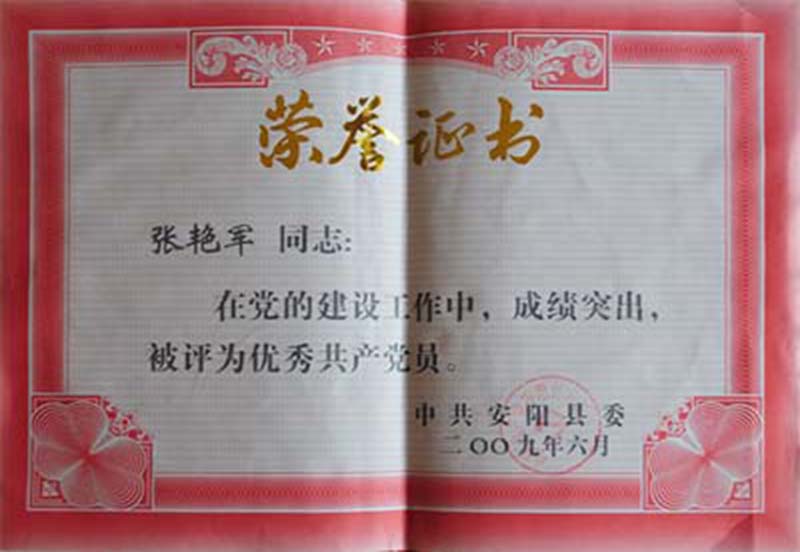 荣誉证书
张艳军 同志:
在党的建设工作中，成绩突出，
被评为优秀共产党员。
中共安阳县委
二〇〇九年六月